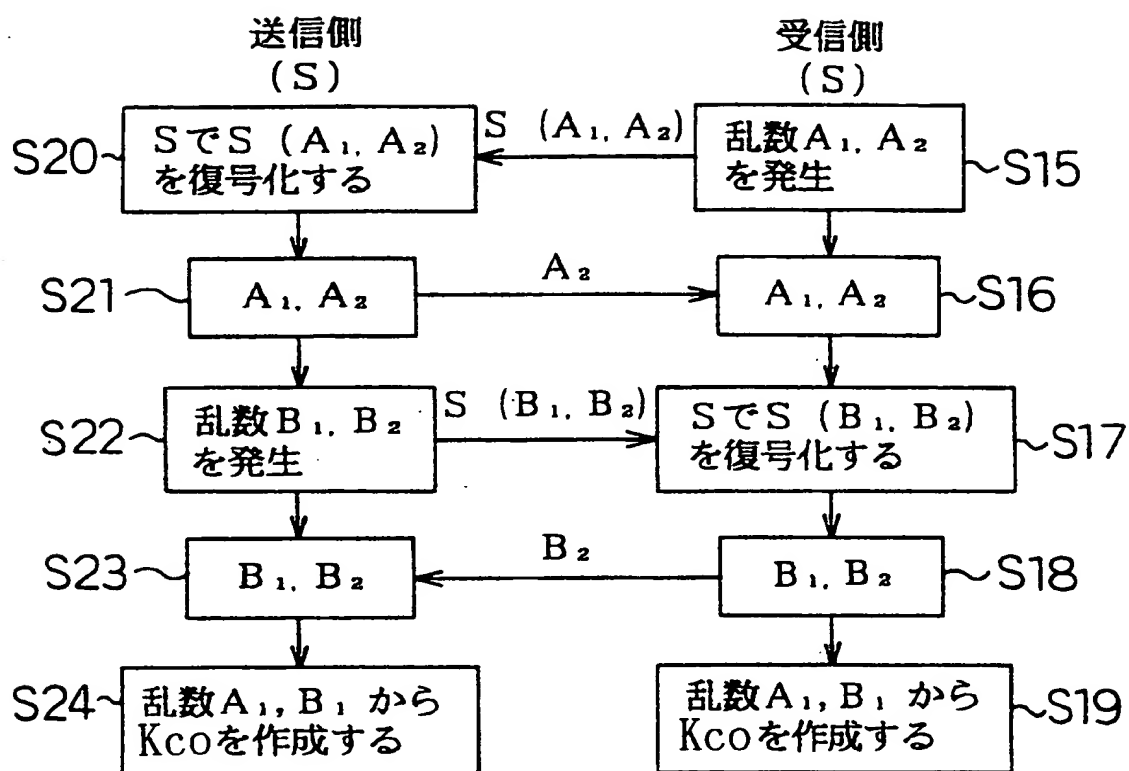 送信側
(S)
受信側
(S)
S20
SでS (A₁, A₂)
を復号化する
S (A₁, A₂)
乱数A₁, A₂
を発生
S15
S21
A₁, A₂
A₂
A₁, A₂
S16
S22
乱数B₁, B₂
を発生
S (B₁, B₂)
SでS (B₁, B₂)
を復号化する
S17
S23
B₁, B₂
B₂
B₁, B₂
S18
S24
乱数A₁, B₁ から
Kcoを作成する
乱数A₁, B₁ から
Kcoを作成する
S19